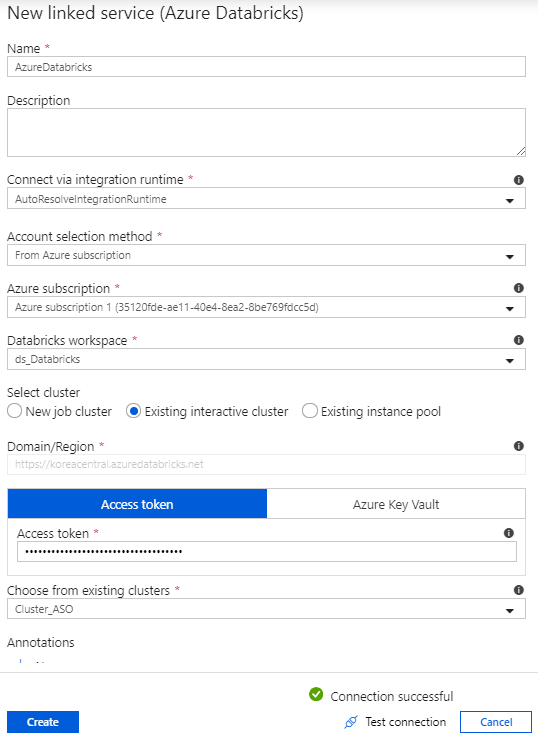 New linked service (Azure Databricks)
Name *
AzureDatabricks
Description
Connect via integration runtime *
AutoResolveIntegrationRuntime
Account selection method *
From Azure subscription
Azure subscription *
Azure subscription 1 (35120fde-ae11-40e4-8ea2-8be769fdcc5d)
Databricks workspace *
ds_Databricks
Select cluster
New job cluster Existing interactive cluster Existing instance pool
Domain/Region *
https://koreacentral.azuredatabricks.net
Access token Azure Key Vault
Access token *
••••••••••••••••••••••••••••••••••••
Choose from existing clusters *
Cluster_ASO
Annotations
Connection successful
Create Test connection Cancel